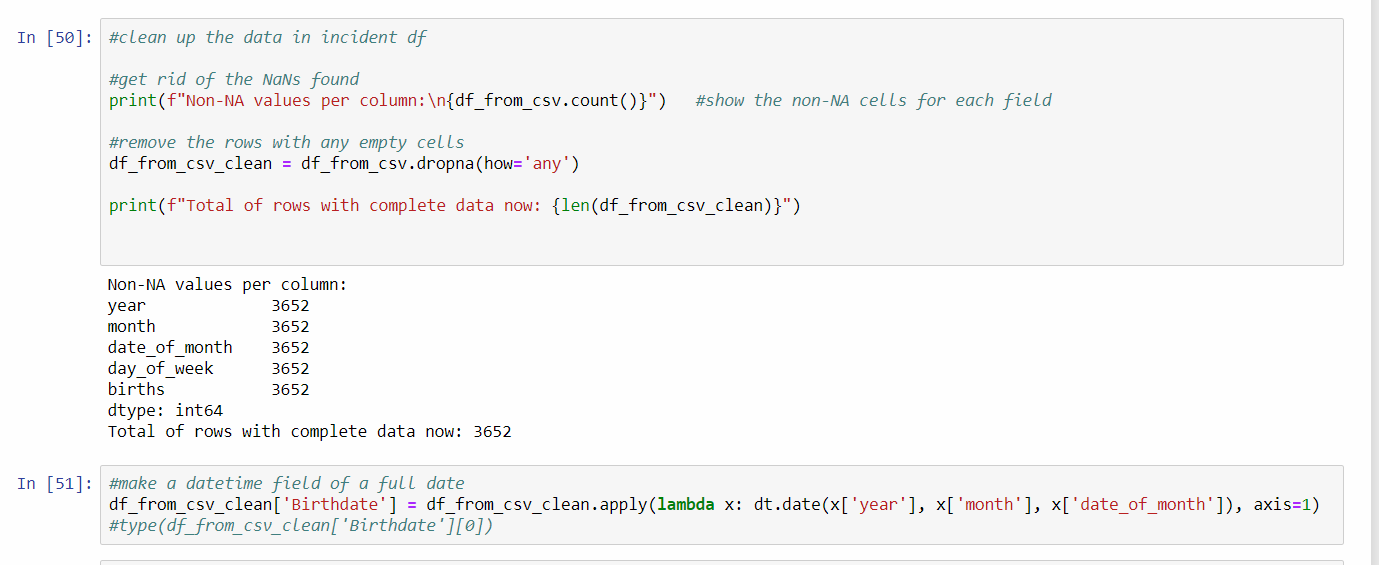 In [50]: #clean up the data in incident df
#get rid of the NaNs found
print(f"Non-NA values per column:\n{df_from_csv.count()}")   #show the non-NA cells for each field
#remove the rows with any empty cells
df_from_csv_clean = df_from_csv.dropna(how='any')
print(f"Total of rows with complete data now: {len(df_from_csv_clean)}")
Non-NA values per column:
year             3652
month            3652
date_of_month    3652
day_of_week      3652
births           3652
dtype: int64
Total of rows with complete data now: 3652
In [51]: #make a datetime field of a full date
df_from_csv_clean['Birthdate'] = df_from_csv_clean.apply(lambda x: dt.date(x['year'], x['month'], x['date_of_month']), axis=1)
#type(df_from_csv_clean['Birthdate'][0])